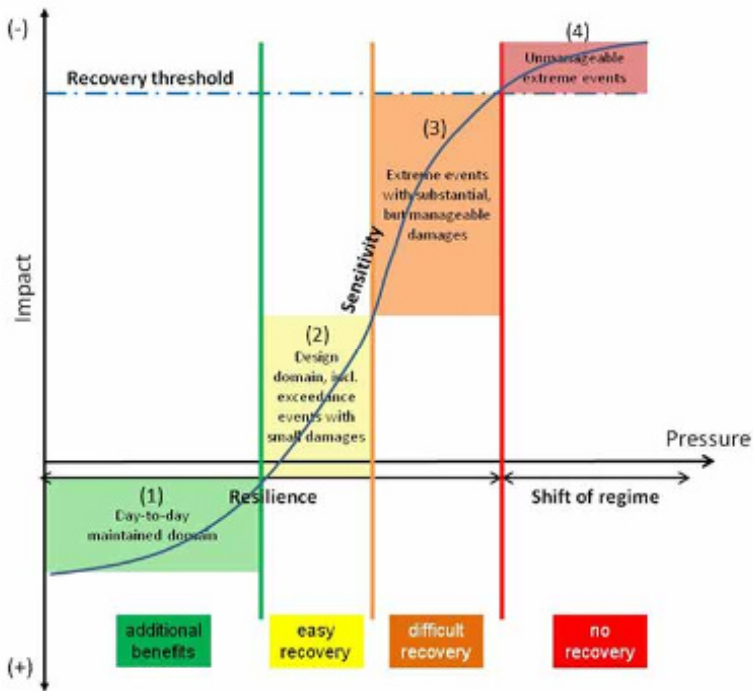 (-)
(4)
Unmanageable
extreme events
Recovery threshold
(3)
Extreme events
with substantial,
but manageable
damages
Sensitivity
Impact
(2)
Design
domain, incl.
exceedance
events with
small damages
Pressure
(1)
Resilience
Shift of regime
Day-to-day
maintained domain
additional
benefits
easy
recovery
difficult
recovery
no
recovery
(+)